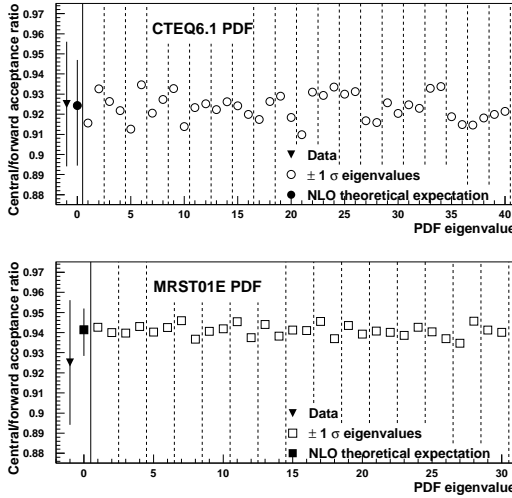 Central/forward acceptance ratio
0.97
0.96
0.95
0.94
0.93
0.92
0.91
0.9
0.89
0.88
CTEQ6.1 PDF
Data
± 1 σ eigenvalues
NLO theoretical expectation
0 5 10 15 20 25 30 35 40
PDF eigenvalue
Central/forward acceptance ratio
0.97
0.96
0.95
0.94
0.93
0.92
0.91
0.9
0.89
0.88
MRST01E PDF
Data
± 1 σ eigenvalues
NLO theoretical expectation
0 5 10 15 20 25 30
PDF eigenvalue